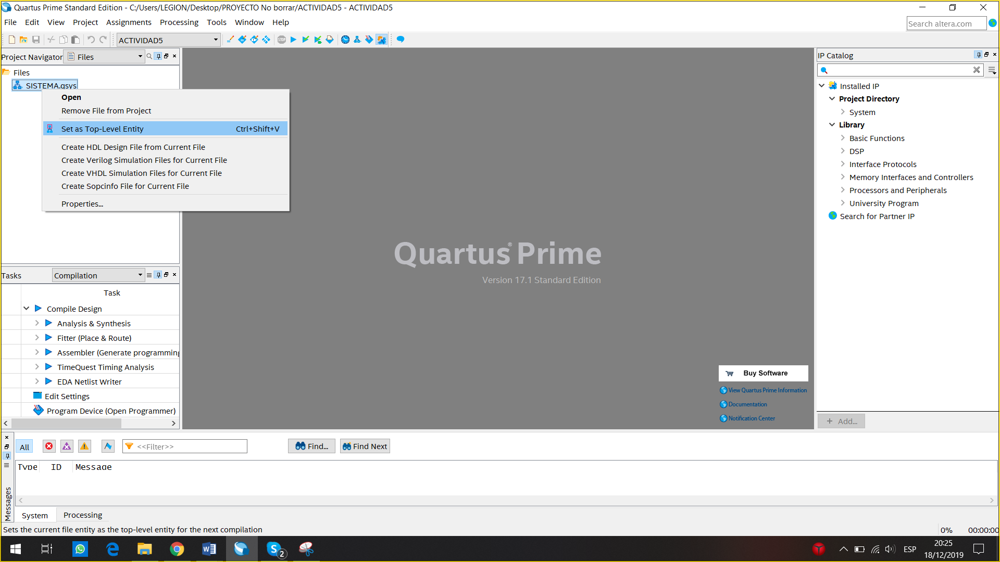 Quartus Prime Standard Edition - C:/Users/LEGION/Desktop/PROYECTO No borrar/ACTIVIDAD5 - ACTIVIDAD5
File Edit View Project Assignments Processing Tools Window Help
Search altera.com
ACTIVIDAD5
STOP
Project Navigator Files
IP Catalog
Files
SISTEMA.qsys
Open
Remove File from Project
Set as Top-Level Entity Ctrl+Shift+V
Create HDL Design File from Current File
Create Verilog Simulation Files for Current File
Create VHDL Simulation Files for Current File
Create Sopcinfo File for Current File
Properties...
Installed IP
Project Directory
System
Library
Basic Functions
DSP
Interface Protocols
Memory Interfaces and Controllers
Processors and Peripherals
University Program
Search for Partner IP
Quartus® Prime
Version 17.1 Standard Edition
Tasks Compilation
Task
Compile Design
Analysis & Synthesis
Fitter (Place & Route)
Assembler (Generate programming
TimeQuest Timing Analysis
EDA Netlist Writer
Edit Settings
Program Device (Open Programmer)
Buy Software
View Quartus Prime Information
Documentation
Notification Center
+ Add...
All <<Filter>> Find... Find Next
Type ID Message
Messages
System Processing
Sets the current file entity as the top-level entity for the next compilation
0% 00:00:00
2
ESP
20:25
18/12/2019